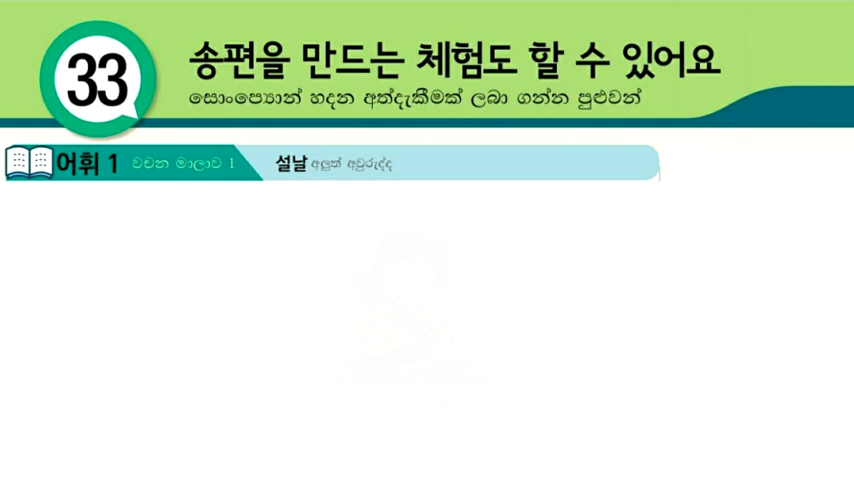 33
송편을 만드는 체험도 할 수 있어요
සොංප්‍යොන් හදන අත්දැකීමක් ලබා ගන්න පුළුවන්
어휘 1 වචන මාලාව 1 설날 අලුත් අවුරුද්ද